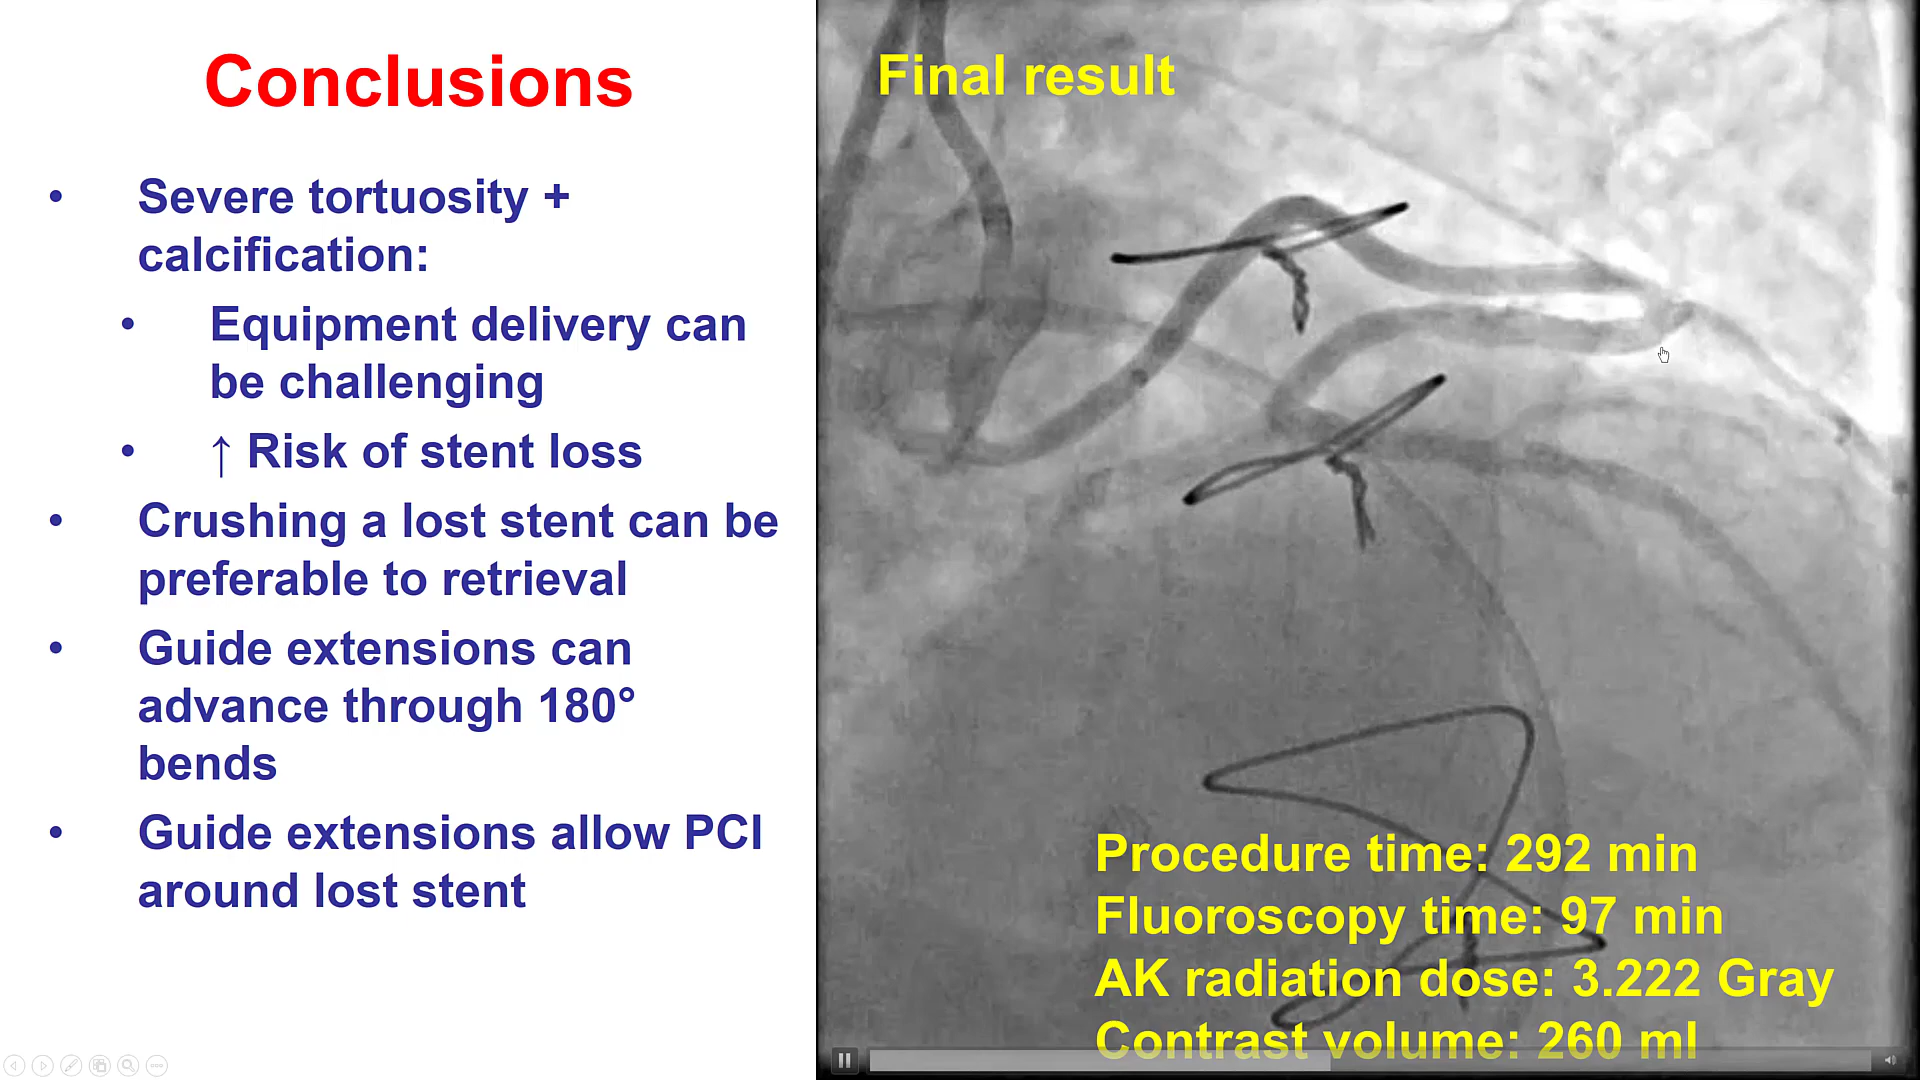 Conclusions
• Severe tortuosity +
calcification:
• Equipment delivery can
be challenging
• ↑ Risk of stent loss
• Crushing a lost stent can be
preferable to retrieval
• Guide extensions can
advance through 180°
bends
• Guide extensions allow PCI
around lost stent
Final result
Procedure time: 292 min
Fluoroscopy time: 97 min
AK radiation dose: 3.222 Gray
Contrast volume: 260 ml